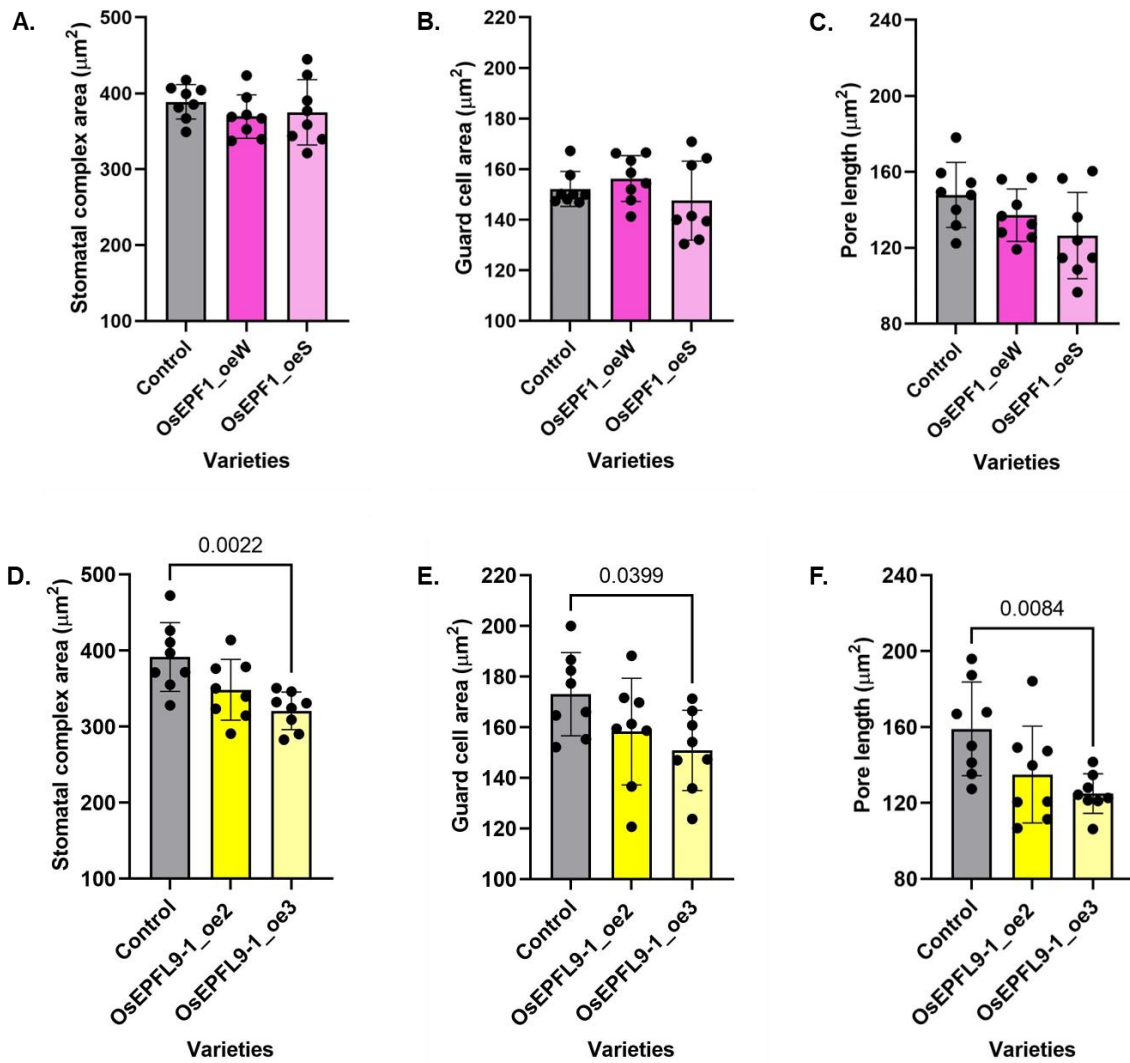 A.
Stomatal complex area (μm²)
500
400
300
200
100
Control
OsEPF1_oeW
OsEPF1_oeS
Varieties
B.
Guard cell area (μm²)
220
200
180
160
140
120
100
Control
OsEPF1_oeW
OsEPF1_oeS
Varieties
C.
Pore length (μm²)
240
200
160
120
80
Control
OsEPF1_oeW
OsEPF1_oeS
Varieties
D.
Stomatal complex area (μm²)
500
400
300
200
100
0.0022
Control
OsEPFL9-1_oe2
OsEPFL9-1_oe3
Varieties
E.
Guard cell area (μm²)
220
200
180
160
140
120
100
0.0399
Control
OsEPFL9-1_oe2
OsEPFL9-1_oe3
Varieties
F.
Pore length (μm²)
240
200
160
120
80
0.0084
Control
OsEPFL9-1_oe2
OsEPFL9-1_oe3
Varieties